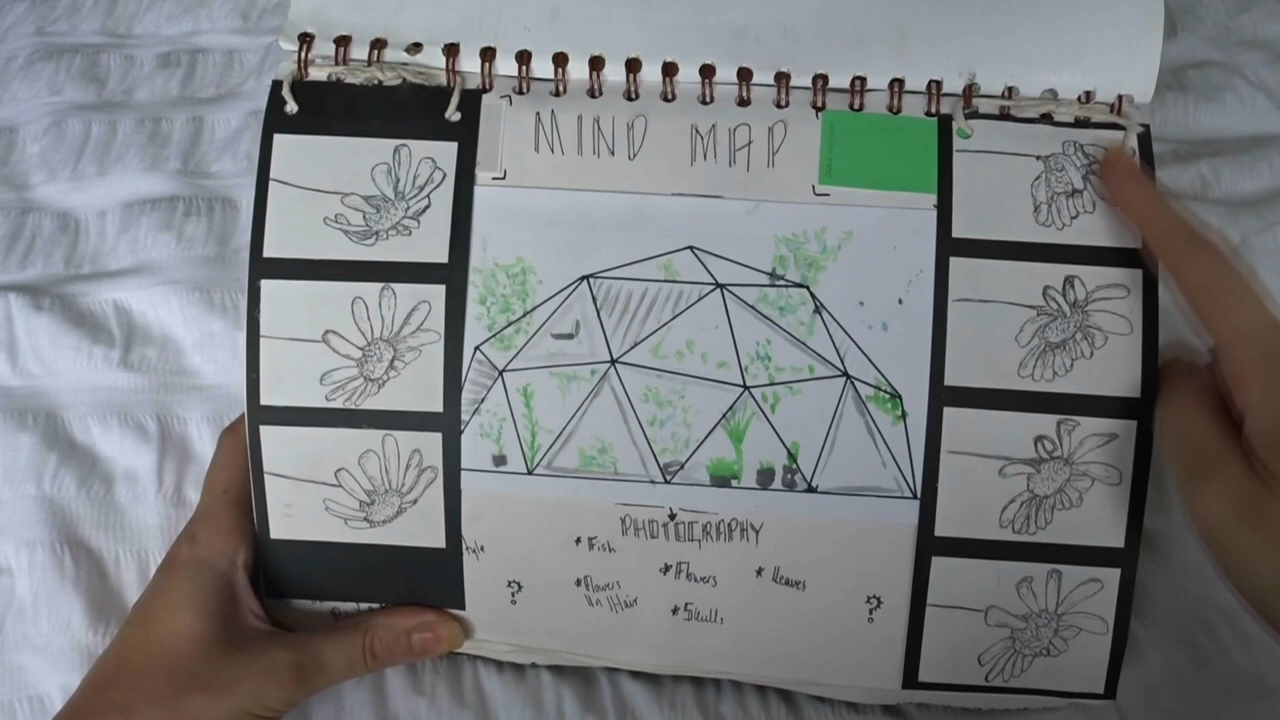 MIND MAP
PHOTOGRAPHY
* Fish
* Flowers
* Leaves
* Flowers
In Hair
* Skulls